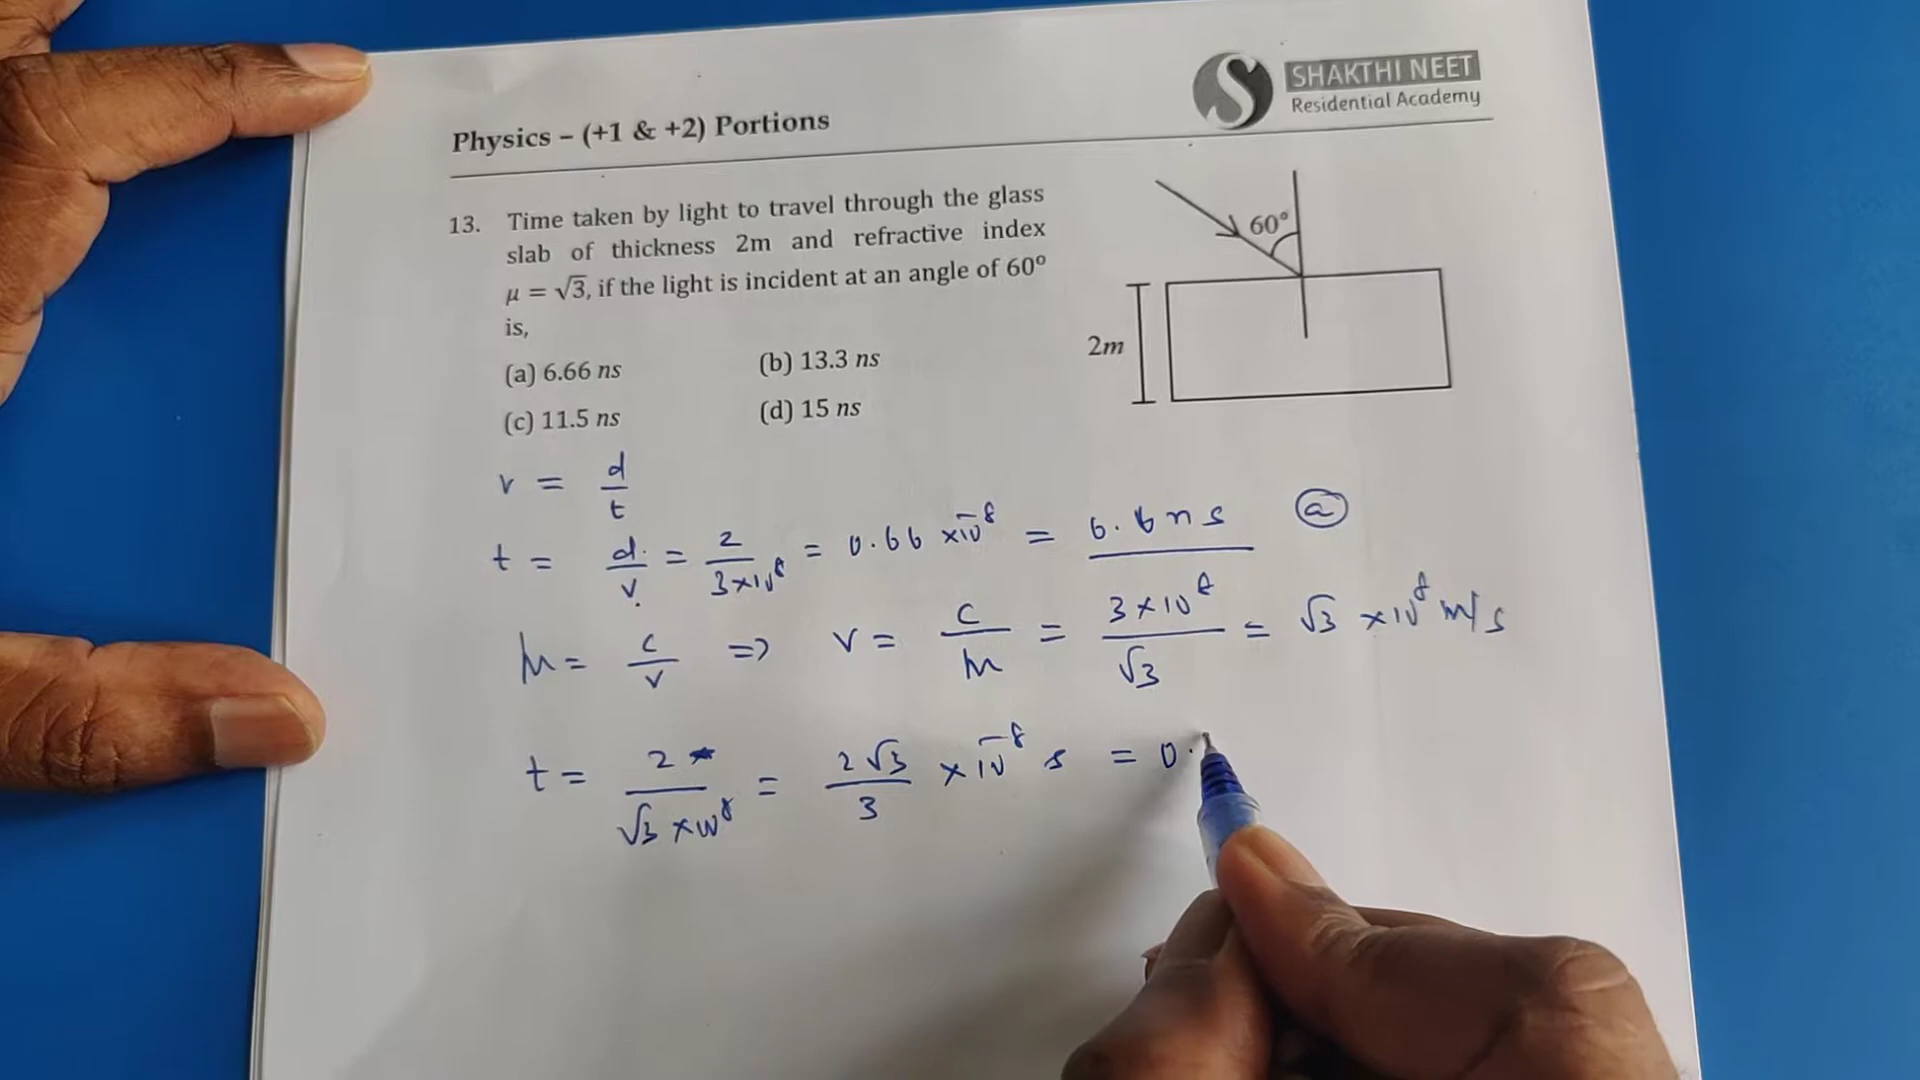 SHAKTHI NEET
Residential Academy
Physics – (+1 & +2) Portions
13. Time taken by light to travel through the glass
slab of thickness 2m and refractive index
μ = √3, if the light is incident at an angle of 60°
is,
(a) 6.66 ns (b) 13.3 ns
(c) 11.5 ns (d) 15 ns
60°
2m
v = d/t
t = d/v = 2/(3×10⁸) = 0.66 ×10⁻⁸ = 6.6 ns (a)
μ = c/v ⇒ v = c/μ = (3×10⁸)/√3 = √3 ×10⁸ m/s
t = 2/(√3 ×10⁸) = 2√3/3 ×10⁻⁸ s = 0.